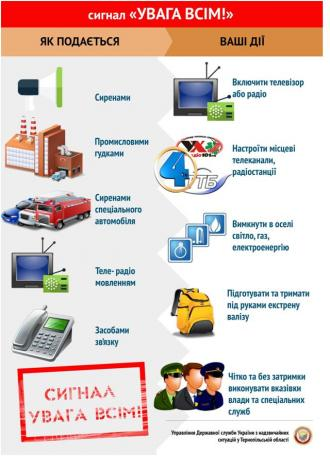 сигнал «УВАГА ВСІМ!»
ЯК ПОДАЄТЬСЯ
ВАШІ ДІЇ
Сиренами
Включити телевізор
або радіо
Промисловими
гудками
Настроїти місцеві
телеканали,
радіостанції
4
ТБ
Сиренами
спеціального
автомобіля
Вимкнути в оселі
світло, газ,
електроенергію
Теле- радіо
мовленням
Підготувати та тримати
під руками екстрену
валізу
Засобами
зв'язку
Чітко та без затримки
виконувати вказівки
влади та спеціальних
служб
СИГНАЛ
УВАГА ВСІМ!
Управління Державної служби України з надзвичайних
ситуацій у Тернопільській області